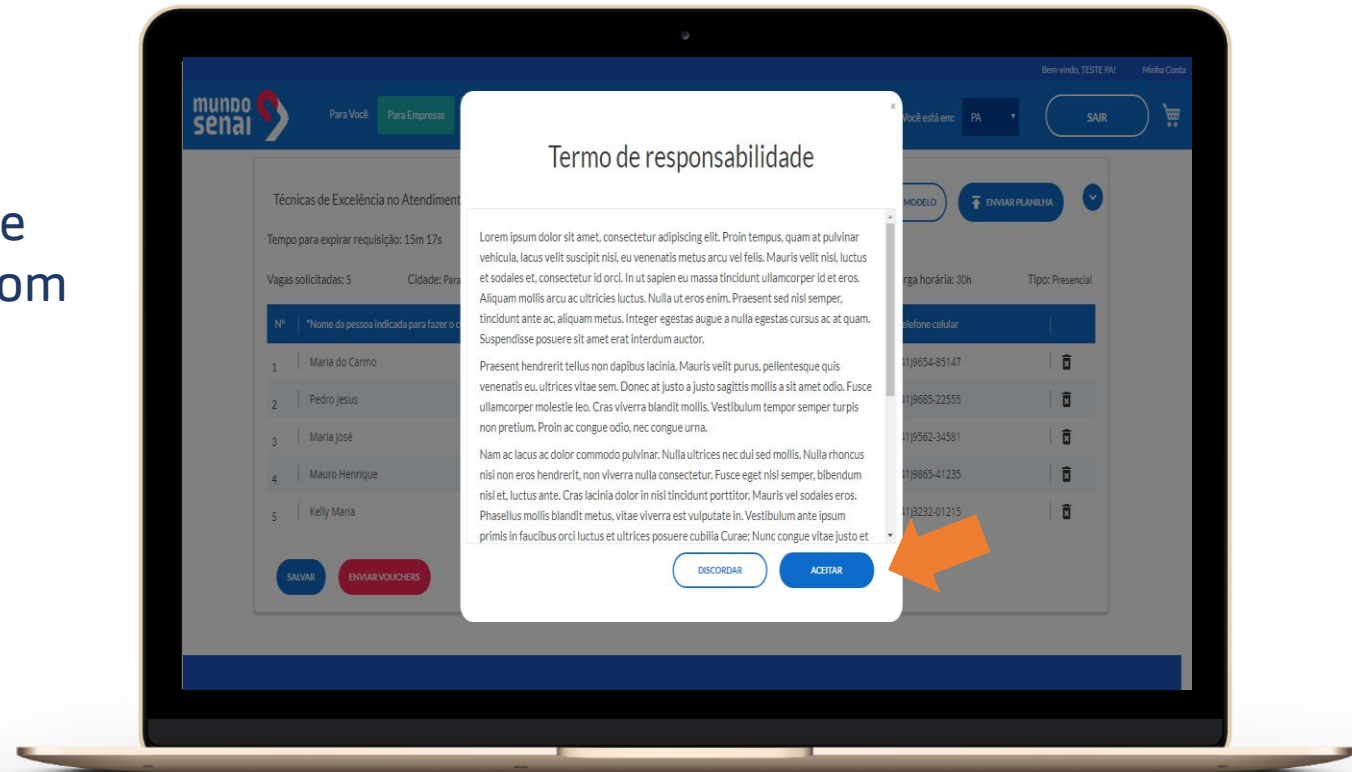 e
om
Bem-vindo, TESTE PA!
Minha Conta
mundo
senai
Para Você
Para Empresas
Você está em:
PA
SAIR
x
Termo de responsabilidade
Técnicas de Excelência no Atendiment
MODELO
ENVIAR PLANILHA
Tempo para expirar requisição: 15m 17s
Vagas solicitadas: 5
Cidade: Para
rga horária: 30h
Tipo: Presencial
Nº
*Nome da pessoa indicada para fazer o c
elefone celular
1
Maria do Carmo
41)9654-85147
2
Pedro Jesus
41)9685-22555
3
Maria José
41)9562-34581
4
Mauro Henrique
41)9865-41235
5
Kelly Maria
41)3232-01215
SALVAR
ENVIAR VOUCHERS
Lorem ipsum dolor sit amet, consectetur adipiscing elit. Proin tempus, quam at pulvinar
vehicula, lacus velit suscipit nisi, eu venenatis metus arcu vel felis. Mauris velit nisl, luctus
et sodales et, consectetur id orci. In ut sapien eu massa tincidunt ullamcorper id et eros.
Aliquam mollis arcu ac ultricies luctus. Nulla ut eros enim. Praesent sed nisl semper,
tincidunt ante ac, aliquam metus. Integer egestas augue a nulla egestas cursus ac at quam.
Suspendisse posuere sit amet erat interdum auctor.
Praesent hendrerit tellus non dapibus lacinia. Mauris velit purus, pellentesque quis
venenatis eu, ultrices vitae sem. Donec at justo a justo sagittis mollis a sit amet odio. Fusce
ullamcorper molestie leo. Cras viverra blandit mollis. Vestibulum tempor semper turpis
non pretium. Proin ac congue odio, nec congue urna.
Nam ac lacus ac dolor commodo pulvinar. Nulla ultrices nec dui sed mollis. Nulla rhoncus
nisi non eros hendrerit, non viverra nulla consectetur. Fusce eget nisi semper, bibendum
nisl et, luctus ante. Cras lacinia dolor in nisi tincidunt porttitor. Mauris vel sodales eros.
Phasellus mollis blandit metus, vitae viverra est vulputate in. Vestibulum ante ipsum
primis in faucibus orci luctus et ultrices posuere cubilia Curae; Nunc congue vitae justo et
DISCORDAR
ACEITAR